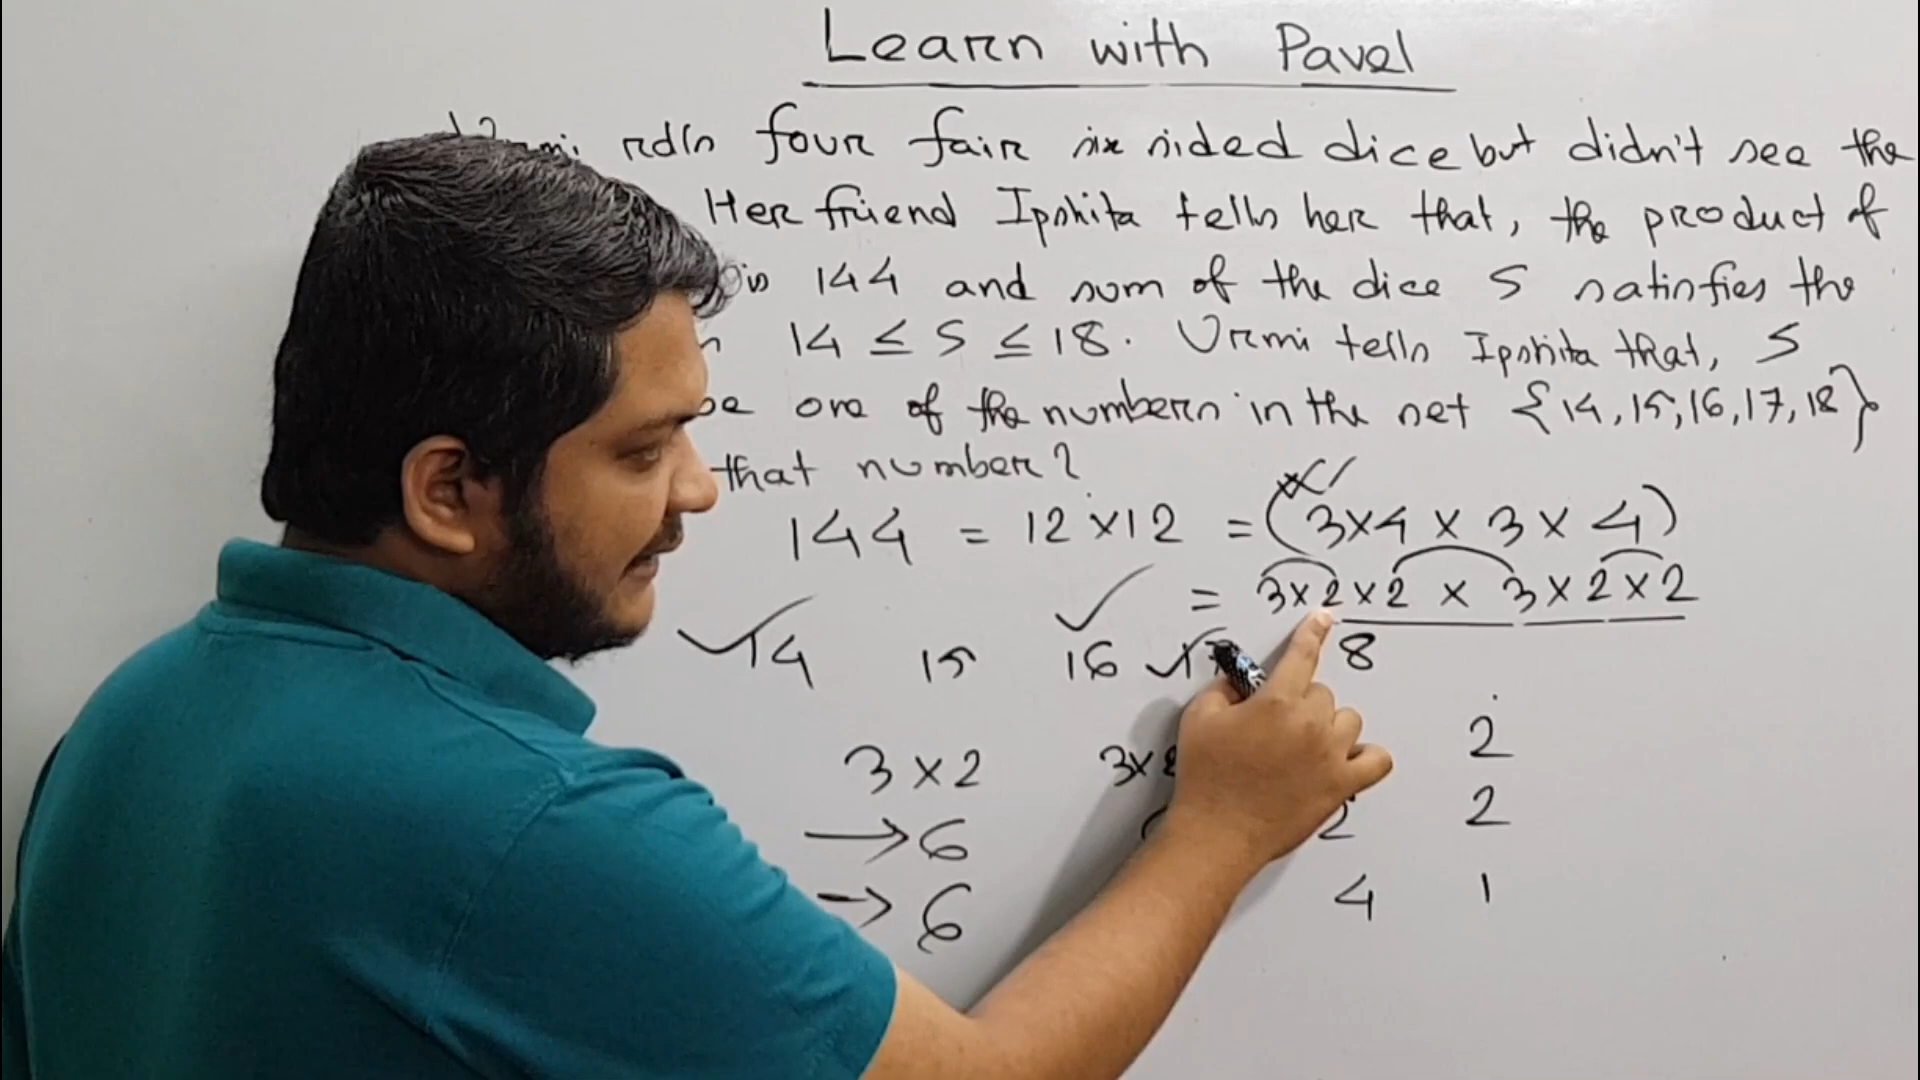 Learn with Pavel
rolls four fair six sided dice but didn't see the
Her friend Ipshita tells her that, the product of
is 144 and sum of the dice S satisfies the
14 ≤ S ≤ 18. Urmi tells Ipshita that, S
be one of the numbers in the set {14,15,16,17,18}
that number?
144 = 12 × 12 = (3×4 × 3 × 4)
= 3×2×2 × 3×2×2
14 15 16 8
3 × 2 3× 2
→ 6 2 2
→ 6 4 1